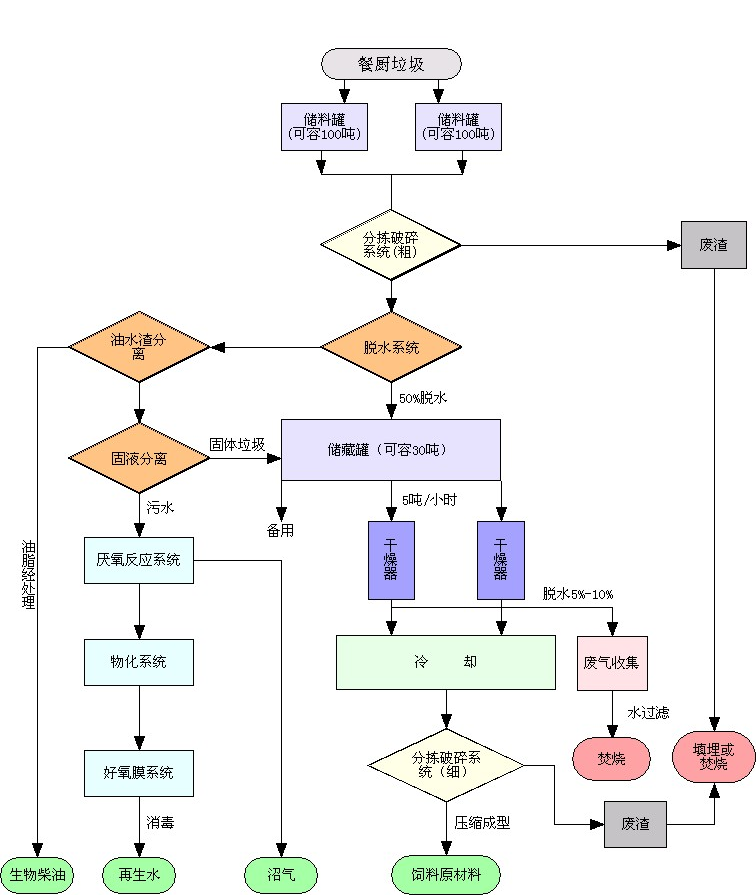 餐厨垃圾
储料罐
(可容100吨)
储料罐
(可容100吨)
分拣破碎
系统(粗)
废渣
油水渣分
离
脱水系统
50%脱水
固液分离
固体垃圾
储藏罐（可容30吨）
污水
备用
5吨/小时
油脂经处理
厌氧反应系统
干燥器
干燥器
脱水5%-10%
物化系统
冷 却
废气收集
水过滤
好氧膜系统
分拣破碎系
统（细）
焚烧
填埋或
焚烧
消毒
压缩成型
废渣
生物柴油
再生水
沼气
饲料原材料